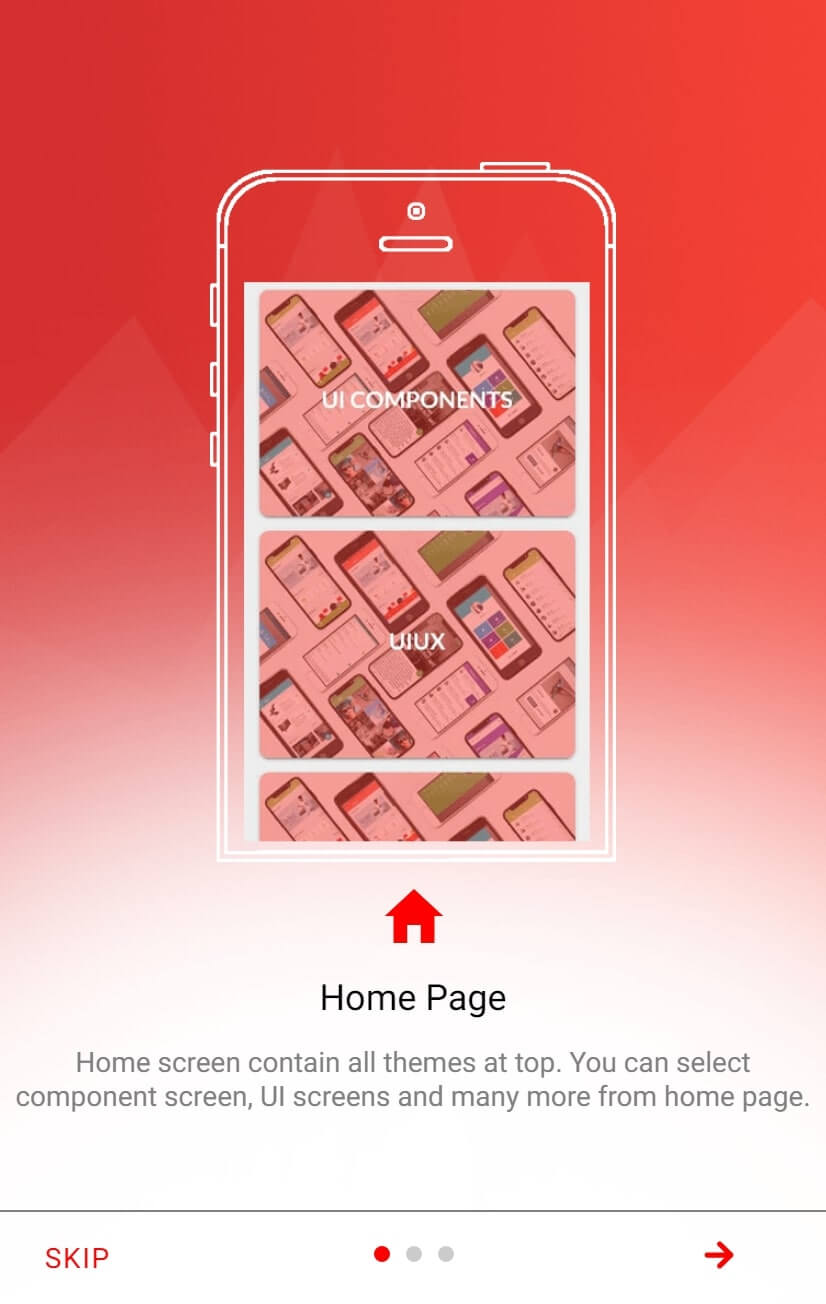 UI COMPONENTS
UIUX
Home Page
Home screen contain all themes at top. You can select
component screen, UI screens and many more from home page.
SKIP